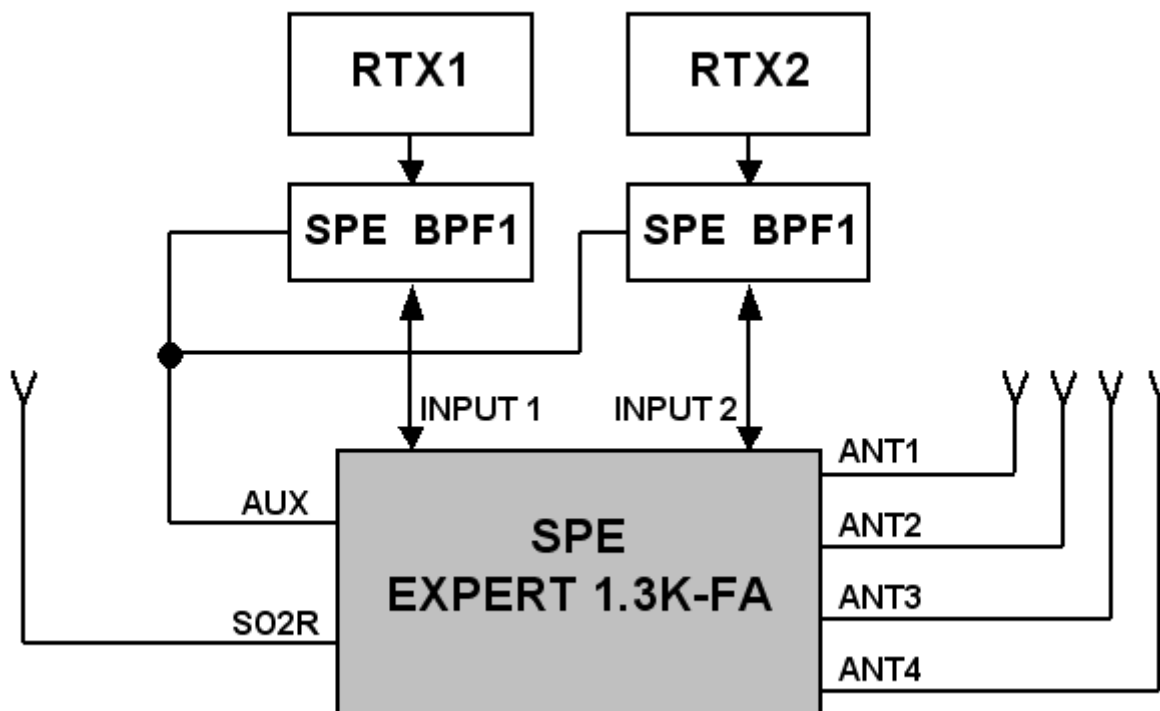 RTX1
RTX2
SPE BPF1
SPE BPF1
INPUT 1
INPUT 2
ANT1
AUX
ANT2
SPE
EXPERT 1.3K-FA
ANT3
SO2R
ANT4